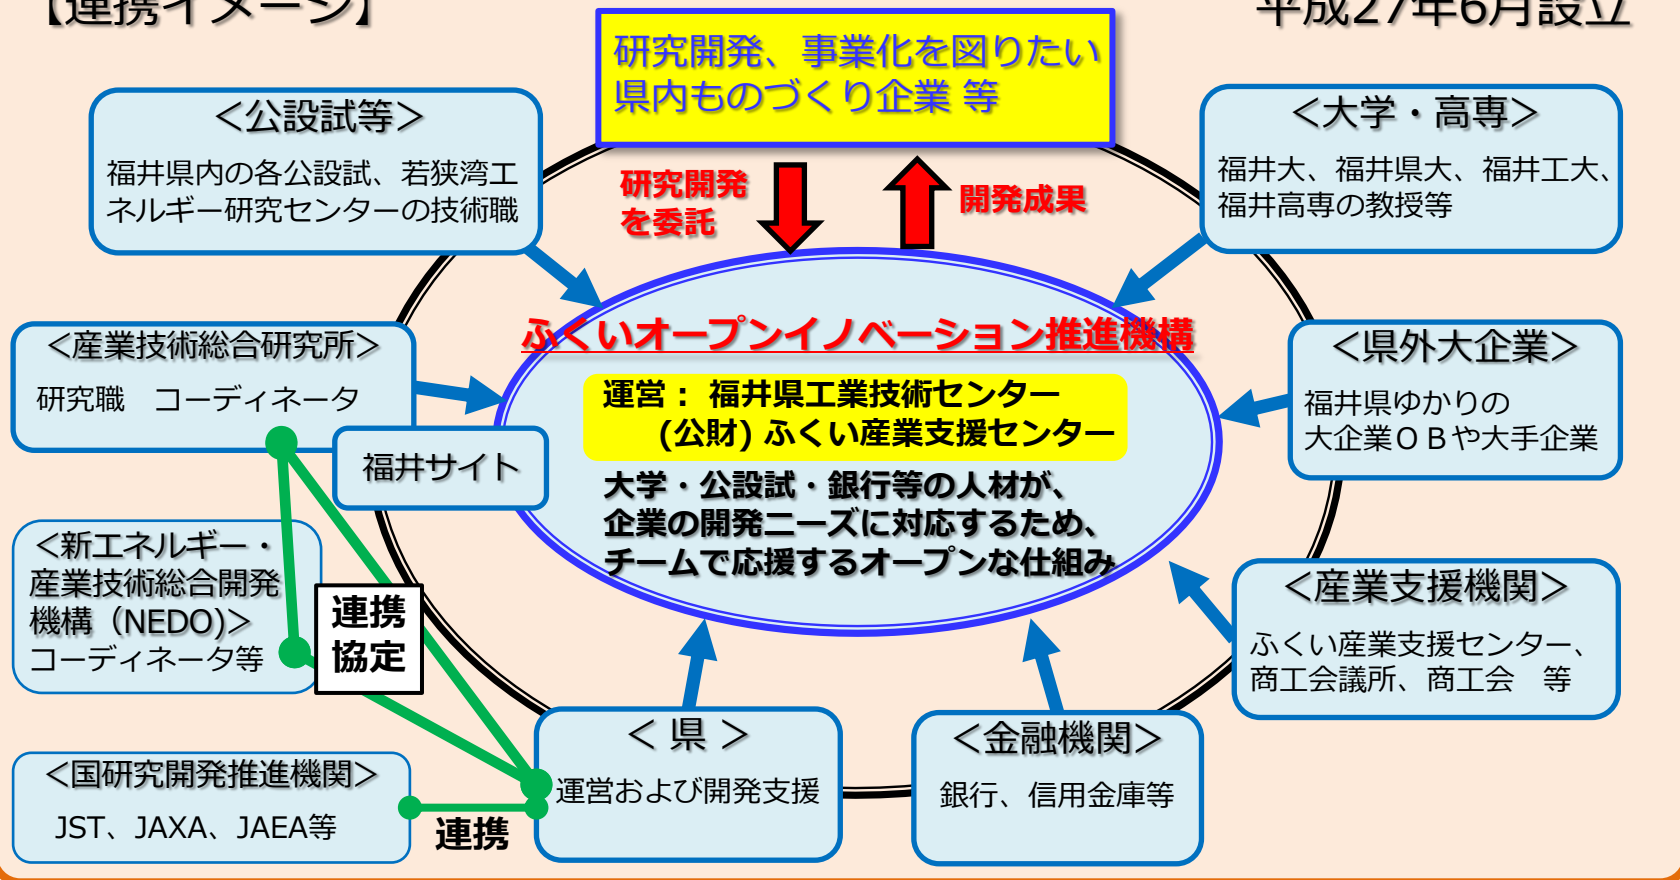 【連携イメージ】
平成27年6月設立
研究開発、事業化を図りたい
県内ものづくり企業 等
＜公設試等＞
福井県内の各公設試、若狭湾エ
ネルギー研究センターの技術職
＜大学・高専＞
福井大、福井県大、福井工大、
福井高専の教授等
研究開発
を委託
開発成果
ふくいオープンイノベーション推進機構
運営： 福井県工業技術センター
(公財) ふくい産業支援センター
大学・公設試・銀行等の人材が、
企業の開発ニーズに対応するため、
チームで応援するオープンな仕組み
＜産業技術総合研究所＞
研究職　コーディネータ
福井サイト
＜県外大企業＞
福井県ゆかりの
大企業ＯＢや大手企業
＜新エネルギー・
産業技術総合開発
機構（NEDO)＞
コーディネータ等
連携
協定
＜産業支援機関＞
ふくい産業支援センター、
商工会議所、商工会　等
＜ 県 ＞
運営および開発支援
＜金融機関＞
銀行、信用金庫等
＜国研究開発推進機関＞
JST、JAXA、JAEA等
連携